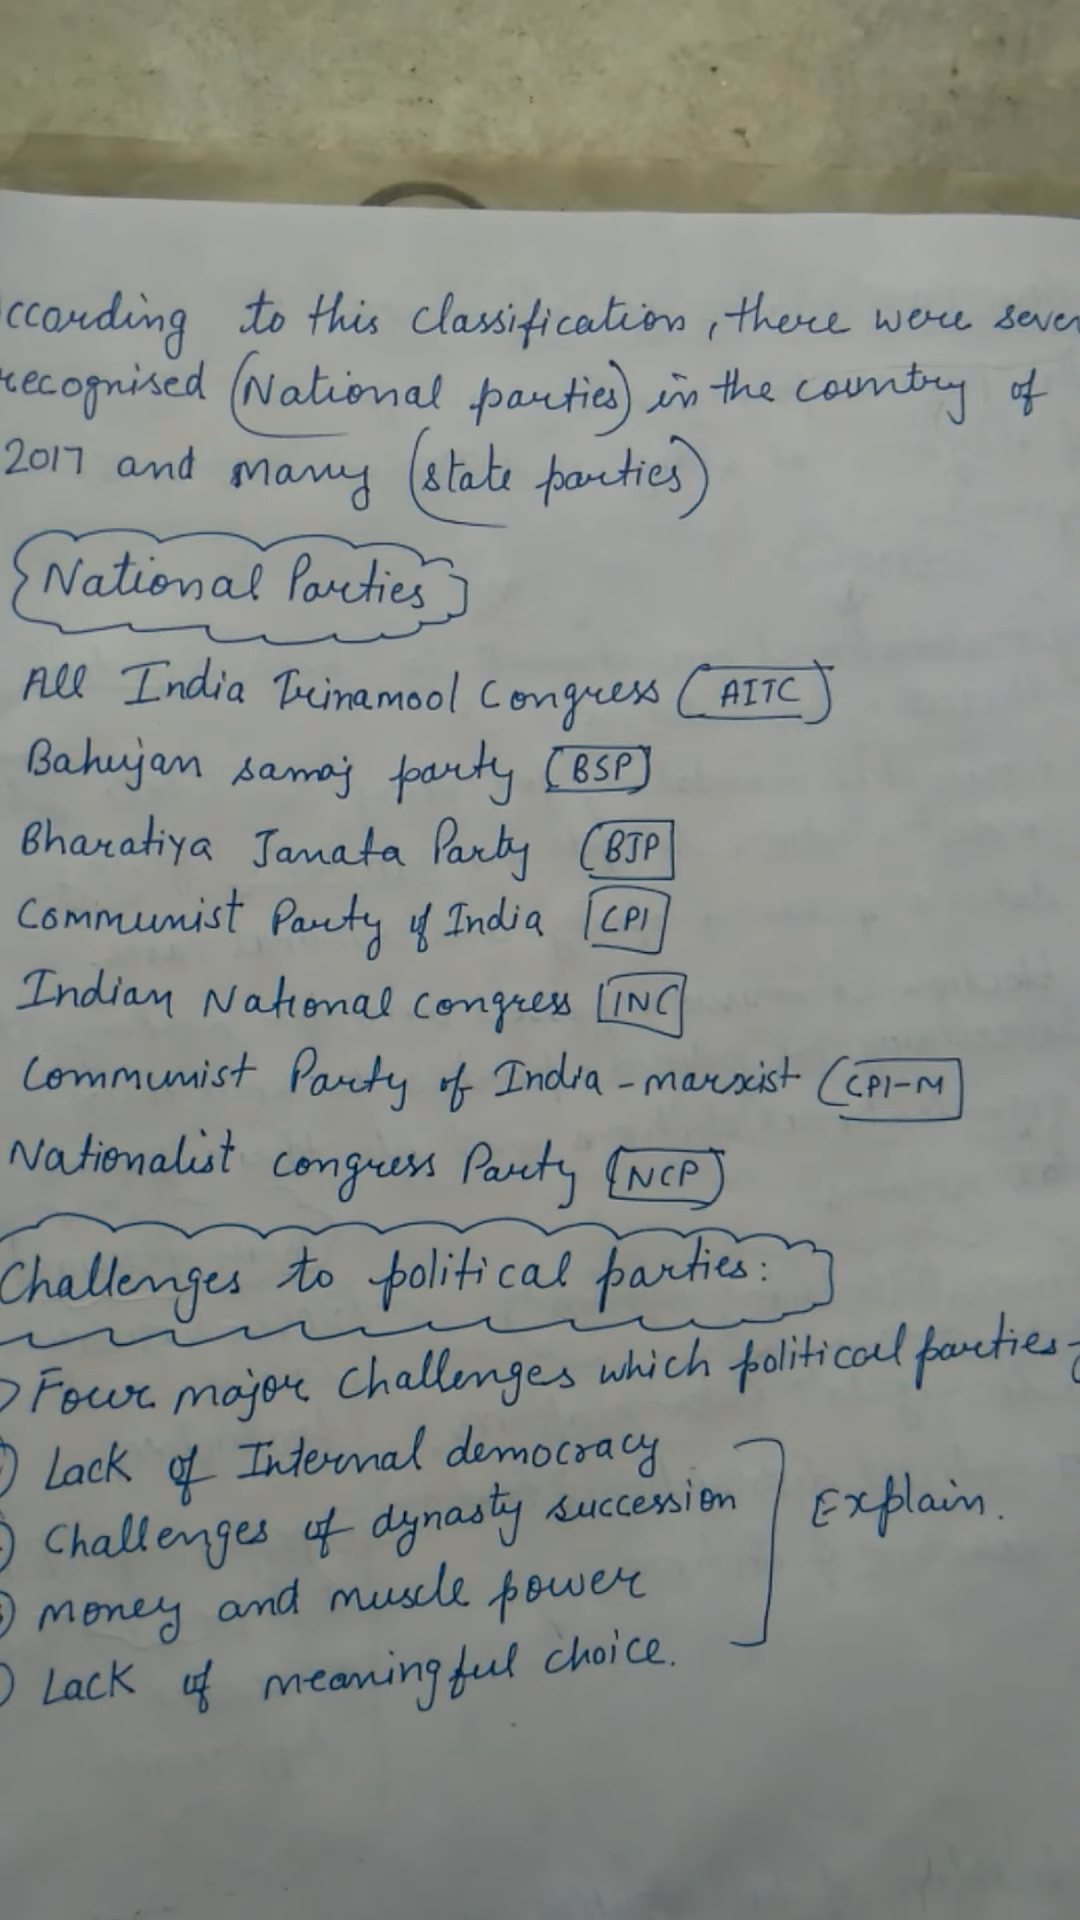 ccording to this classification, there were seven
recognised (National parties) in the country of
2017 and many (state parties)
National Parties
All India Trinamool Congress (AITC)
Bahujan samaj party [BSP]
Bharatiya Janata Party (BJP]
Communist Party of India [CPI]
Indian National congress [INC]
Communist Party of India - marxist (CPI-M]
Nationalist congress Party [NCP]
Challenges to political parties:
Four major challenges which political parties
Lack of Internal democracy
Challenges of dynasty succession
Explain.
money and muscle power
Lack of meaningful choice.